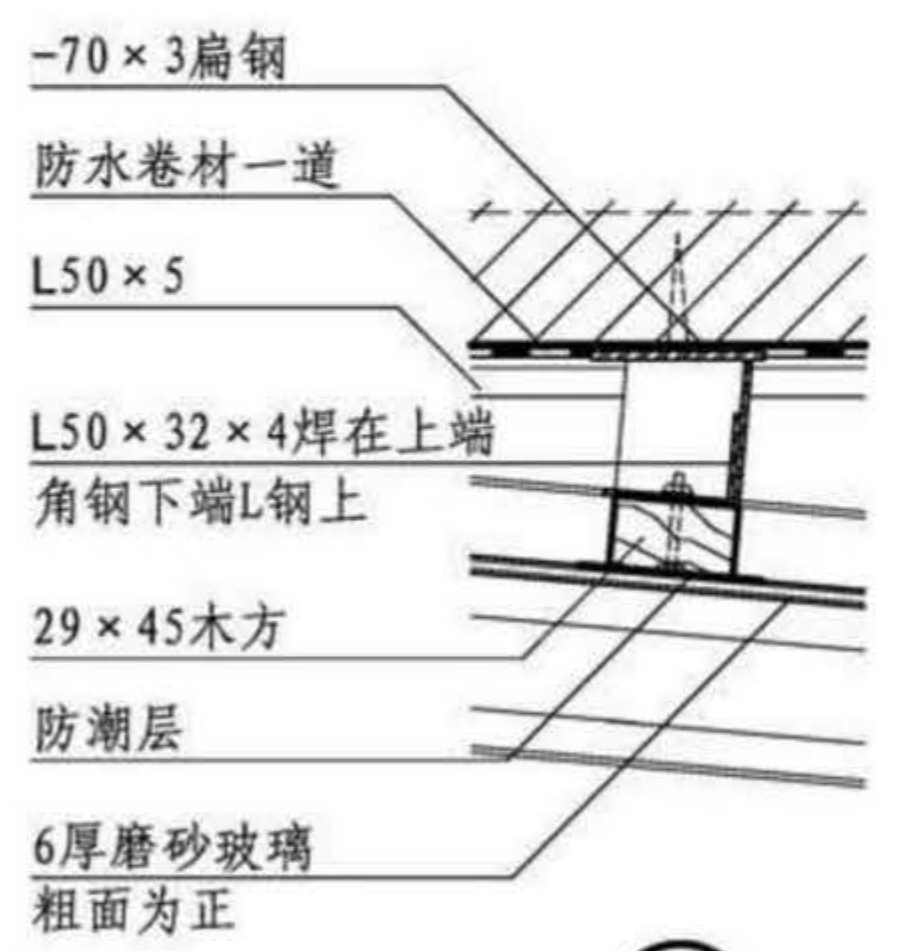 -70×3扁钢
防水卷材一道
L50×5
L50×32×4焊在上端
角钢下端L钢上
29×45木方
防潮层
6厚磨砂玻璃
粗面为正